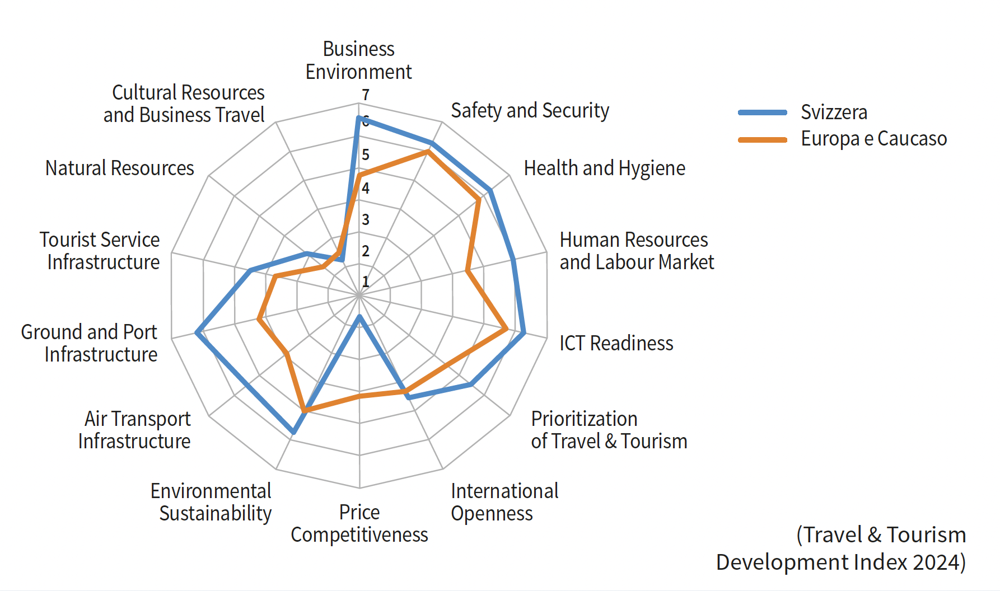 Business
Environment
Cultural Resources
and Business Travel
Safety and Security
Natural Resources
Health and Hygiene
Tourist Service
Infrastructure
Human Resources
and Labour Market
Ground and Port
Infrastructure
ICT Readiness
Air Transport
Infrastructure
Prioritization
of Travel & Tourism
Environmental
Sustainability
Price
Competitiveness
International
Openness
7
6
5
4
3
2
1
Svizzera
Europa e Caucaso
(Travel & Tourism
Development Index 2024)